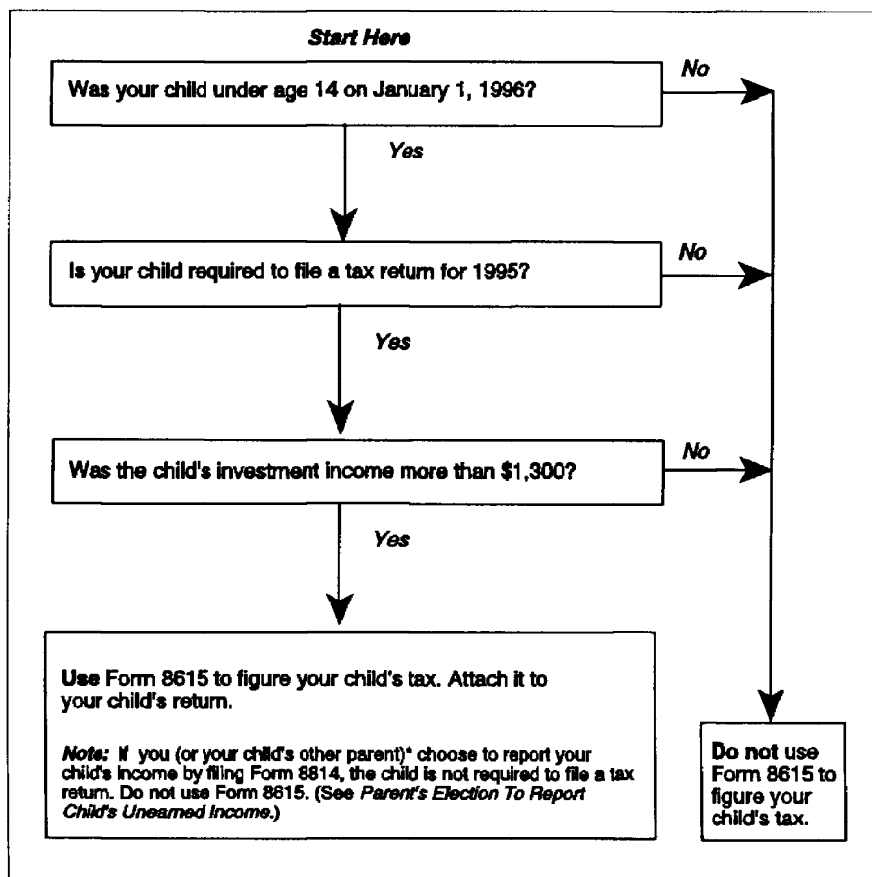 Start Here
Was your child under age 14 on January 1, 1996?
No
Yes
Is your child required to file a tax return for 1995?
No
Yes
Was the child's investment income more than $1,300?
No
Yes
Use Form 8615 to figure your child's tax. Attach it to
your child's return.
Note: If you (or your child's other parent)* choose to report your
child's income by filing Form 8814, the child is not required to file a tax
return. Do not use Form 8615. (See Parent's Election To Report
Child's Unearned Income.)
Do not use
Form 8615 to
figure your
child's tax.